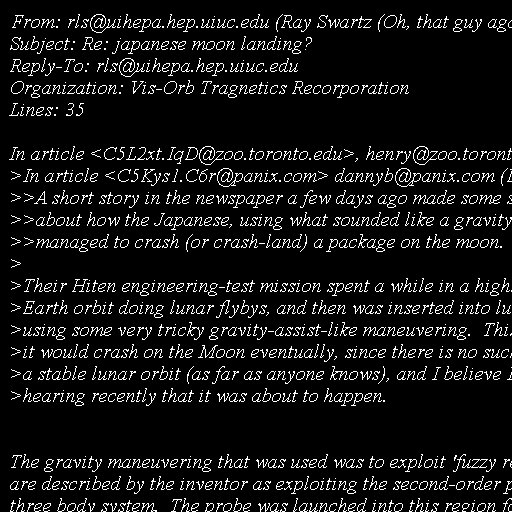 From: rls@uihepa.hep.uiuc.edu (Ray Swartz (Oh, that guy
Subject: Re: japanese moon landing?
Reply-To: rls@uihepa.hep.uiuc.edu
Organization: Vis-Orb Tragnetics Recorporation
Lines: 35

In article <C5L2xt.IqD@zoo.toronto.edu>, henry@zoo.toront
>In article <C5Kys1.C6r@panix.com> dannyb@panix.com
>>A short story in the newspaper a few days ago made some
>>about how the Japanese, using what sounded like a gravity
>>managed to crash (or crash-land) a package on the moon.
>
>Their Hiten engineering-test mission spent a while in a high
>Earth orbit doing lunar flybys, and then was inserted into
>using some very tricky gravity-assist-like maneuvering. 
>it would crash on the Moon eventually, since there is no
>a stable lunar orbit (as far as anyone knows), and I believe
>hearing recently that it was about to happen.

The gravity maneuvering that was used was to exploit 'fuzzy
are described by the inventor as exploiting the second-order
three body system. The probe was launched into this region